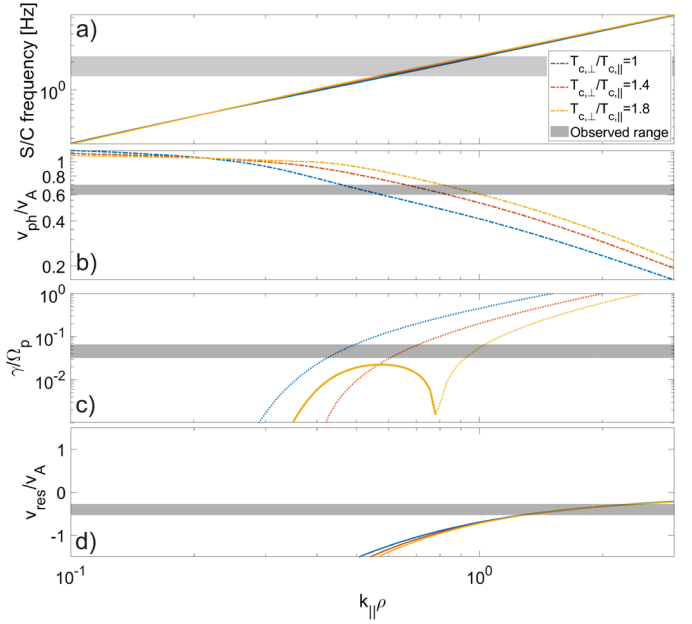 a)
S/C frequency [Hz]
10⁰
T_c,⊥/T_c,||=1
T_c,⊥/T_c,||=1.4
T_c,⊥/T_c,||=1.8
Observed range
b)
v_ph/v_A
1
0.8
0.6
0.4
0.2
c)
γ/Ω_p
10⁰
10⁻¹
10⁻²
d)
v_res/v_A
1
0
-1
10⁻¹
10⁰
k_||ρ